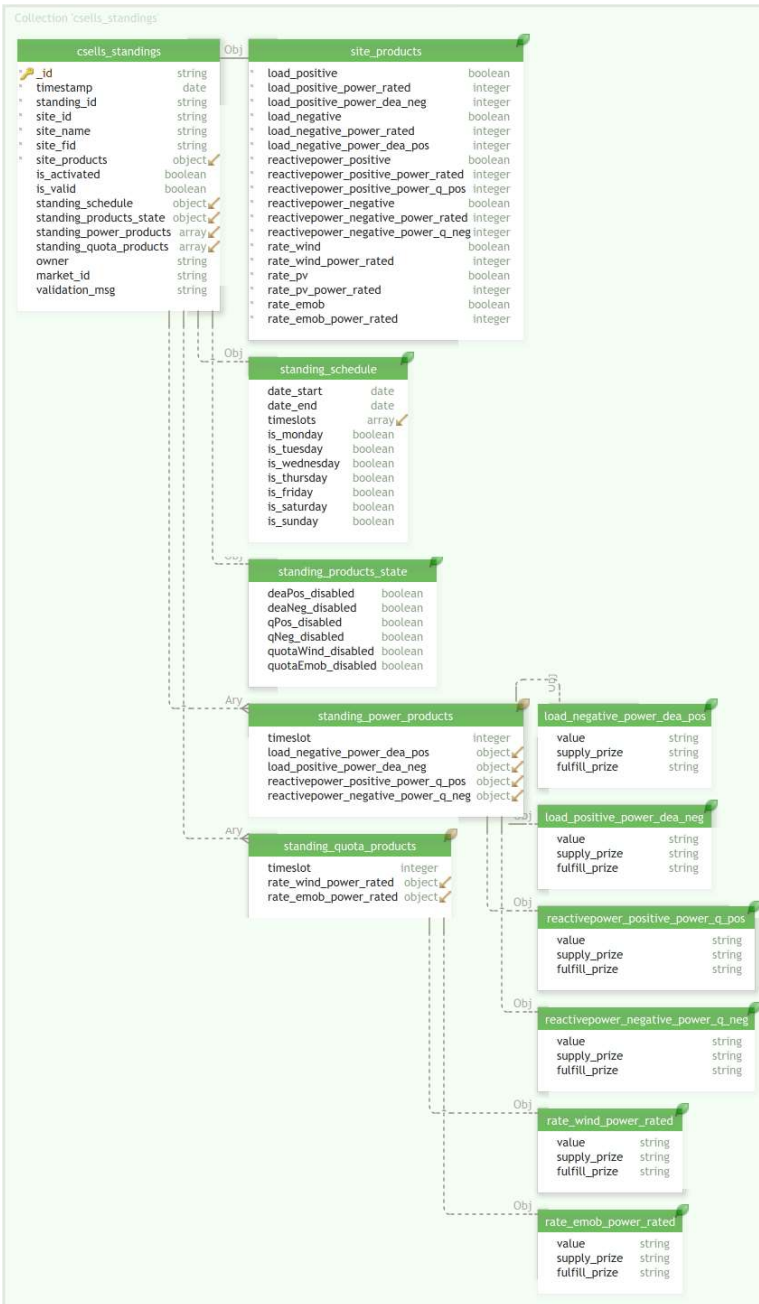 Collection 'csells_standings'
csells_standings
_id string
timestamp date
standing_id string
site_id string
site_name string
site_fid string
site_products object
is_activated boolean
is_valid boolean
standing_schedule object
standing_products_state object
standing_power_products array
standing_quota_products array
owner string
market_id string
validation_msg string
Obj
site_products
load_positive boolean
load_positive_power_rated integer
load_positive_power_dea_neg integer
load_negative boolean
load_negative_power_rated integer
load_negative_power_dea_pos integer
reactivepower_positive boolean
reactivepower_positive_power_rated integer
reactivepower_positive_power_q_pos integer
reactivepower_negative boolean
reactivepower_negative_power_rated integer
reactivepower_negative_power_q_neg integer
rate_wind boolean
rate_wind_power_rated integer
rate_pv boolean
rate_pv_power_rated integer
rate_emob boolean
rate_emob_power_rated integer
Obj
standing_schedule
date_start date
date_end date
timeslots array
is_monday boolean
is_tuesday boolean
is_wednesday boolean
is_thursday boolean
is_friday boolean
is_saturday boolean
is_sunday boolean
Obj
standing_products_state
deaPos_disabled boolean
deaNeg_disabled boolean
qPos_disabled boolean
qNeg_disabled boolean
quotaWind_disabled boolean
quotaEmob_disabled boolean
Ary
standing_power_products
timeslot integer
load_negative_power_dea_pos object
load_positive_power_dea_neg object
reactivepower_positive_power_q_pos object
reactivepower_negative_power_q_neg object
Ary
standing_quota_products
timeslot integer
rate_wind_power_rated object
rate_emob_power_rated object
Obj
load_negative_power_dea_pos
value string
supply_prize string
fulfill_prize string
Obj
load_positive_power_dea_neg
value string
supply_prize string
fulfill_prize string
Obj
reactivepower_positive_power_q_pos
value string
supply_prize string
fulfill_prize string
Obj
reactivepower_negative_power_q_neg
value string
supply_prize string
fulfill_prize string
Obj
rate_wind_power_rated
value string
supply_prize string
fulfill_prize string
Obj
rate_emob_power_rated
value string
supply_prize string
fulfill_prize string